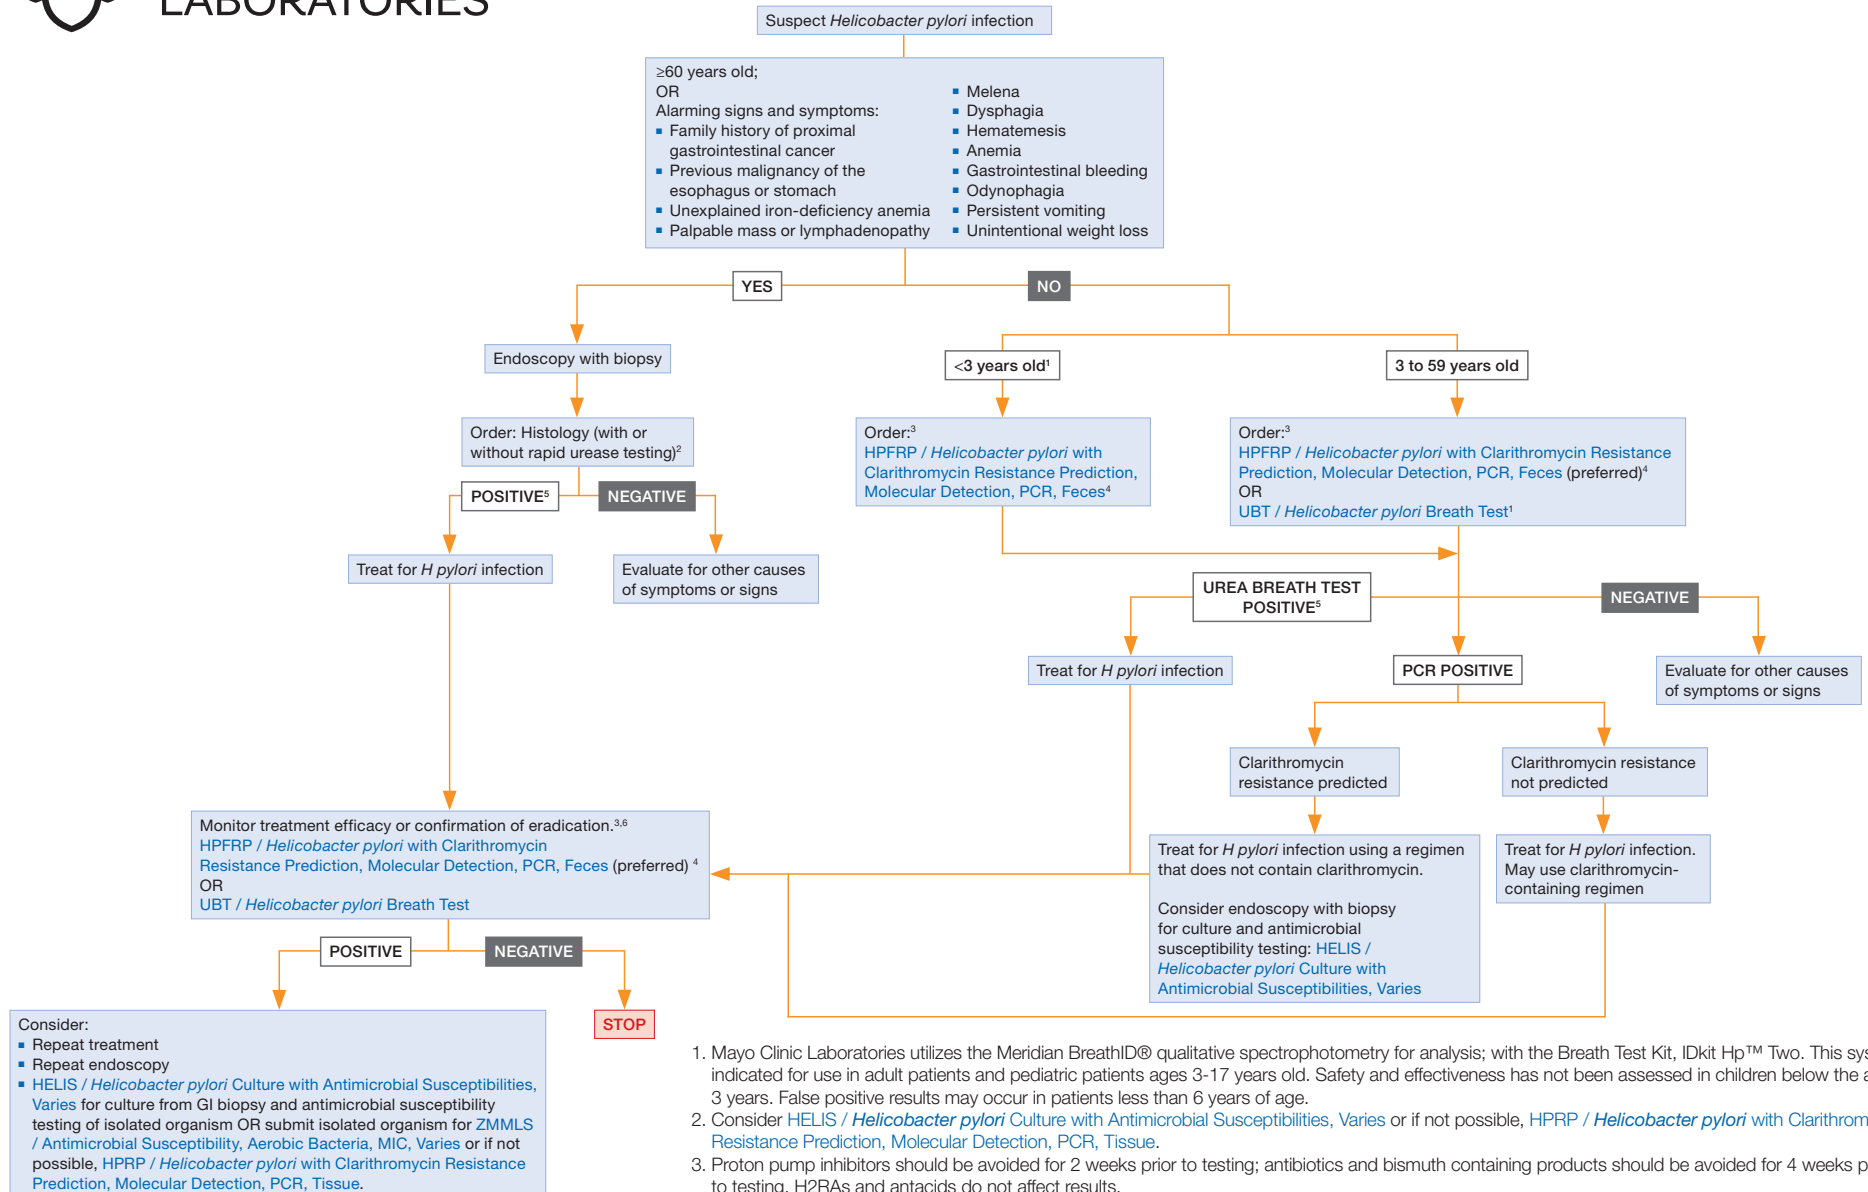 LABORATORIES
Suspect Helicobacter pylori infection
≥60 years old;
OR
Alarming signs and symptoms:
▪ Family history of proximal
gastrointestinal cancer
▪ Previous malignancy of the
esophagus or stomach
▪ Unexplained iron-deficiency anemia
▪ Palpable mass or lymphadenopathy
▪ Melena
▪ Dysphagia
▪ Hematemesis
▪ Anemia
▪ Gastrointestinal bleeding
▪ Odynophagia
▪ Persistent vomiting
▪ Unintentional weight loss
YES
NO
Endoscopy with biopsy
<3 years old¹
3 to 59 years old
Order: Histology (with or
without rapid urease testing)²
Order:³
HPFRP / Helicobacter pylori with
Clarithromycin Resistance Prediction,
Molecular Detection, PCR, Feces⁴
Order:³
HPFRP / Helicobacter pylori with Clarithromycin Resistance
Prediction, Molecular Detection, PCR, Feces (preferred)⁴
OR
UBT / Helicobacter pylori Breath Test¹
POSITIVE⁵
NEGATIVE
Treat for H pylori infection
Evaluate for other causes
of symptoms or signs
UREA BREATH TEST
POSITIVE⁵
NEGATIVE
Treat for H pylori infection
PCR POSITIVE
Evaluate for other causes
of symptoms or signs
Clarithromycin
resistance predicted
Clarithromycin resistance
not predicted
Monitor treatment efficacy or confirmation of eradication.³,⁶
HPFRP / Helicobacter pylori with Clarithromycin
Resistance Prediction, Molecular Detection, PCR, Feces (preferred) ⁴
OR
UBT / Helicobacter pylori Breath Test
Treat for H pylori infection using a regimen
that does not contain clarithromycin.
Consider endoscopy with biopsy
for culture and antimicrobial
susceptibility testing: HELIS /
Helicobacter pylori Culture with
Antimicrobial Susceptibilities, Varies
Treat for H pylori infection.
May use clarithromycin-
containing regimen
POSITIVE
NEGATIVE
STOP
Consider:
▪ Repeat treatment
▪ Repeat endoscopy
▪ HELIS / Helicobacter pylori Culture with Antimicrobial Susceptibilities,
Varies for culture from GI biopsy and antimicrobial susceptibility
testing of isolated organism OR submit isolated organism for ZMMLS
/ Antimicrobial Susceptibility, Aerobic Bacteria, MIC, Varies or if not
possible, HPRP / Helicobacter pylori with Clarithromycin Resistance
Prediction, Molecular Detection, PCR, Tissue.
1. Mayo Clinic Laboratories utilizes the Meridian BreathID® qualitative spectrophotometry for analysis; with the Breath Test Kit, IDkit Hp™ Two. This sys
indicated for use in adult patients and pediatric patients ages 3-17 years old. Safety and effectiveness has not been assessed in children below the a
3 years. False positive results may occur in patients less than 6 years of age.
2. Consider HELIS / Helicobacter pylori Culture with Antimicrobial Susceptibilities, Varies or if not possible, HPRP / Helicobacter pylori with Clarithrom
Resistance Prediction, Molecular Detection, PCR, Tissue.
3. Proton pump inhibitors should be avoided for 2 weeks prior to testing; antibiotics and bismuth containing products should be avoided for 4 weeks p
to testing. H2RAs and antacids do not affect results.